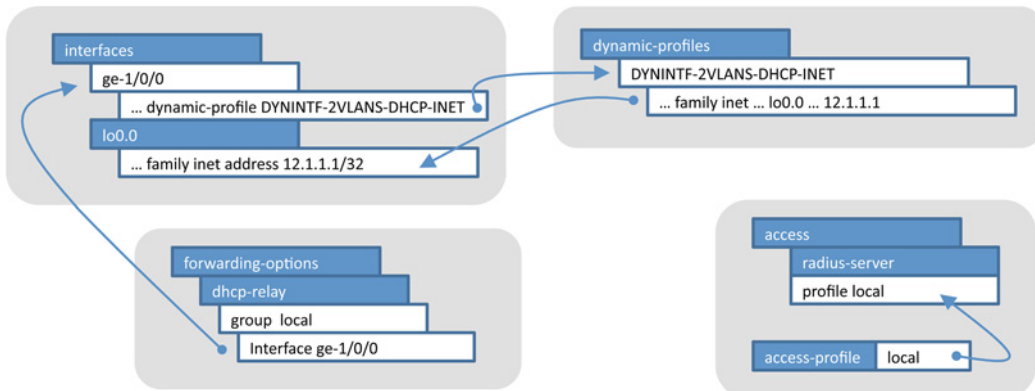 interfaces
ge-1/0/0
... dynamic-profile DYNINTF-2VLANS-DHCP-INET
lo0.0
... family inet address 12.1.1.1/32
dynamic-profiles
DYNINTF-2VLANS-DHCP-INET
... family inet ... lo0.0 ... 12.1.1.1
forwarding-options
dhcp-relay
group local
Interface ge-1/0/0
access
radius-server
profile local
access-profile local